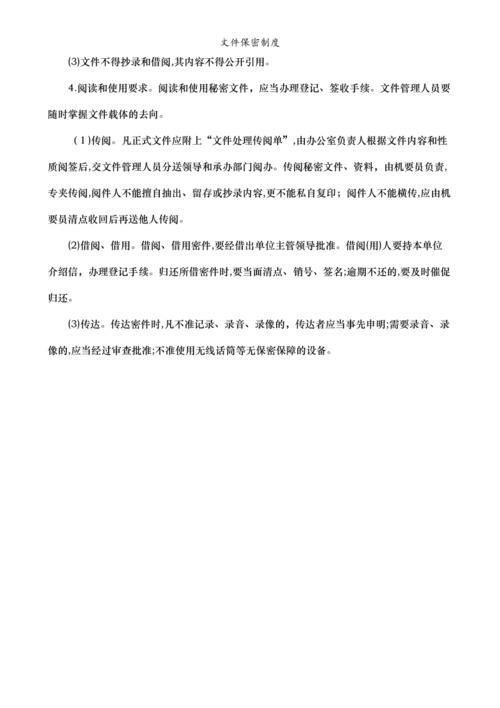 文件保密制度
(3)文件不得抄录和借阅,其内容不得公开引用。
4.阅读和使用要求。阅读和使用秘密文件，应当办理登记、签收手续。文件管理人员要
随时掌握文件载体的去向。
(１)传阅。凡正式文件应附上“文件处理传阅单”,由办公室负责人根据文件内容和性
质阅签后,交文件管理人员分送领导和承办部门阅办。传阅秘密文件、资料，由机要员负责,
专夹传阅,阅件人不能擅自抽出、留存或抄录内容,更不能私自复印；阅件人不能横传,应由机
要员清点收回后再送他人传阅。
(2)借阅、借用。借阅、借用密件,要经借出单位主管领导批准。借阅(用)人要持本单位
介绍信，办理登记手续。归还所借密件时,要当面清点、销号、签名;逾期不还的,要及时催促
归还。
(3)传达。传达密件时,凡不准记录、录音、录像的，传达者应当事先申明;需要录音、录
像的,应当经过审查批准;不准使用无线话筒等无保密保障的设备。